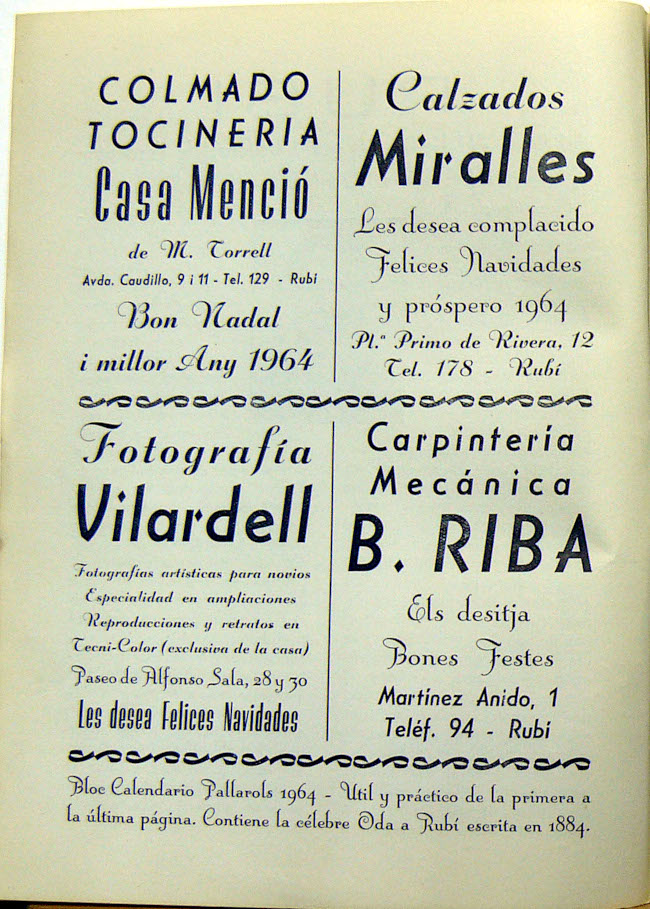 COLMADO
TOCINERIA
Casa Menció
de M. Torrell
Avda. Caudillo, 9 i 11 - Tel. 129 - Rubí
Bon Nadal
i millor Any 1964
Calzados
Miralles
Les desea complacido
Felices Navidades
y próspero 1964
Pl.ª Primo de Rivera, 12
Tel. 178 - Rubí
Fotografía
Vilardell
Fotografías artísticas para novios
Especialidad en ampliaciones
Reproducciones y retratos en
Tecni-Color (exclusiva de la casa)
Paseo de Alfonso Sala, 28 y 30
Les desea Felices Navidades
Carpintería
Mecánica
B. RIBA
Els desitja
Bones Festes
Martínez Anido, 1
Teléf. 94 - Rubí
Bloc Calendario Pallarols 1964 - Util y práctico de la primera a
la última página. Contiene la célebre Oda a Rubí escrita en 1884.